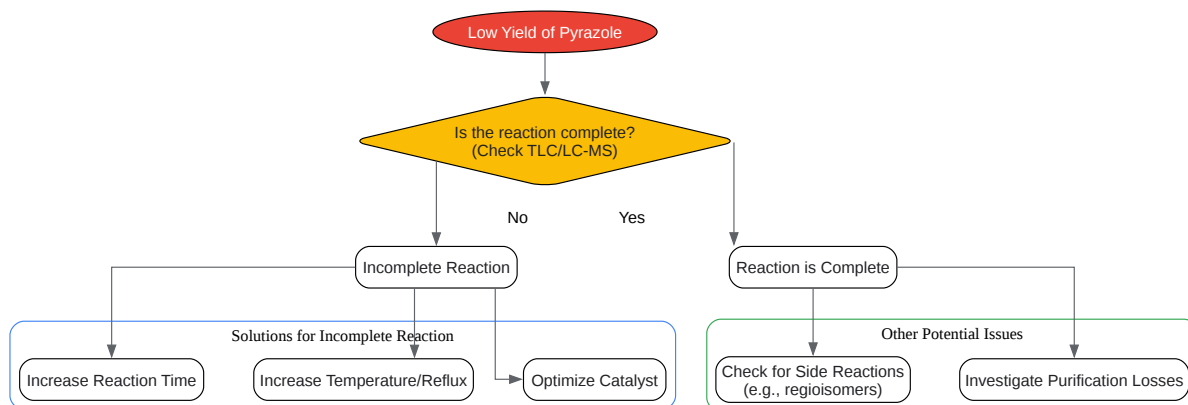 Low Yield of Pyrazole
Is the reaction complete?
(Check TLC/LC-MS)
No
Yes
Incomplete Reaction
Reaction is Complete
Solutions for Incomplete Reaction
Other Potential Issues
Increase Reaction Time
Increase Temperature/Reflux
Optimize Catalyst
Check for Side Reactions
(e.g., regioisomers)
Investigate Purification Losses